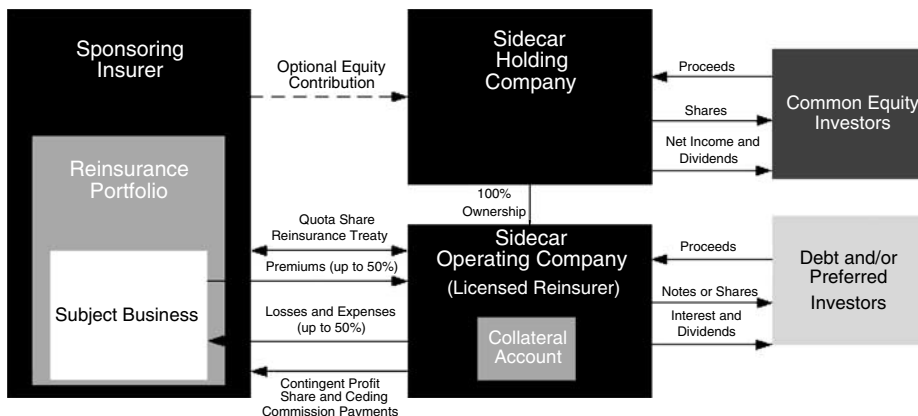 Sponsoring
Insurer
Reinsurance
Portfolio
Subject Business
Optional Equity
Contribution
Quota Share
Reinsurance Treaty
Premiums (up to 50%)
Losses and Expenses
(up to 50%)
Contingent Profit
Share and Ceding
Commission Payments
Sidecar
Holding
Company
100%
Ownership
Sidecar
Operating Company
(Licensed Reinsurer)
Collateral
Account
Proceeds
Shares
Net Income and
Dividends
Common Equity
Investors
Proceeds
Notes or Shares
Interest and
Dividends
Debt and/or
Preferred
Investors